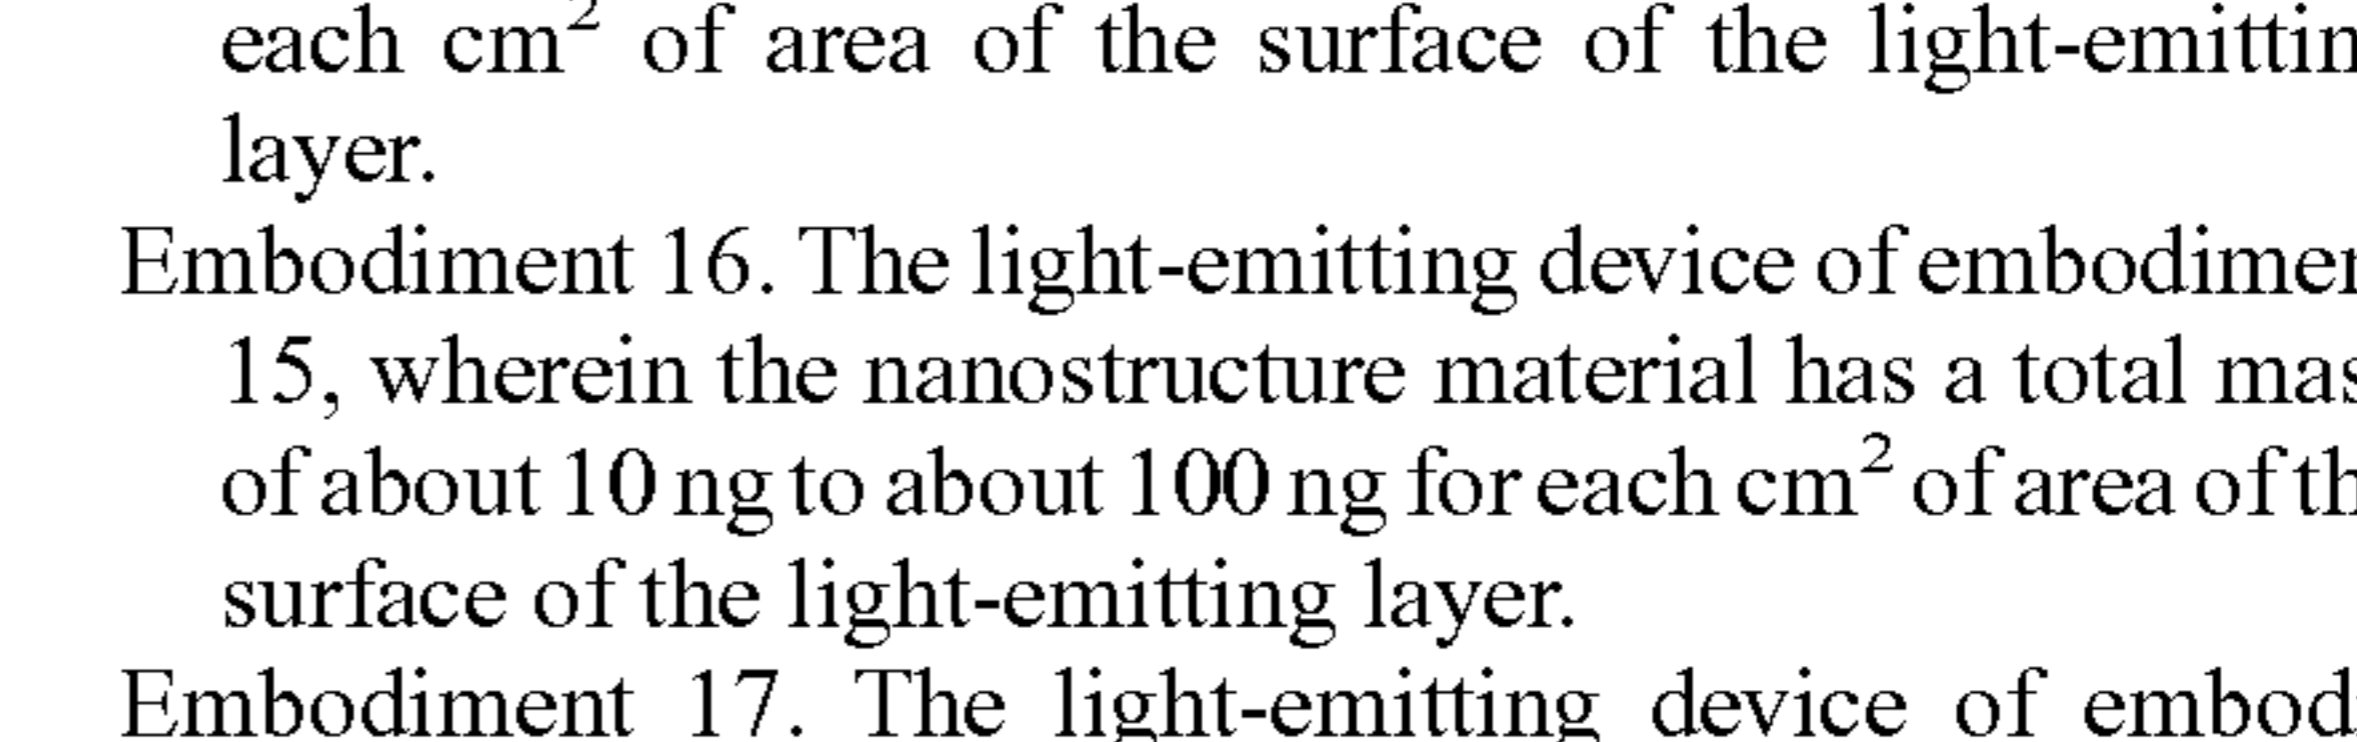 each cm² of area of the surface of the light-emittin
layer.
Embodiment 16. The light-emitting device of embodimen
15, wherein the nanostructure material has a total mas
of about 10 ng to about 100 ng for each cm² of area of th
surface of the light-emitting layer.
Embodiment 17. The light-emitting device of embodi